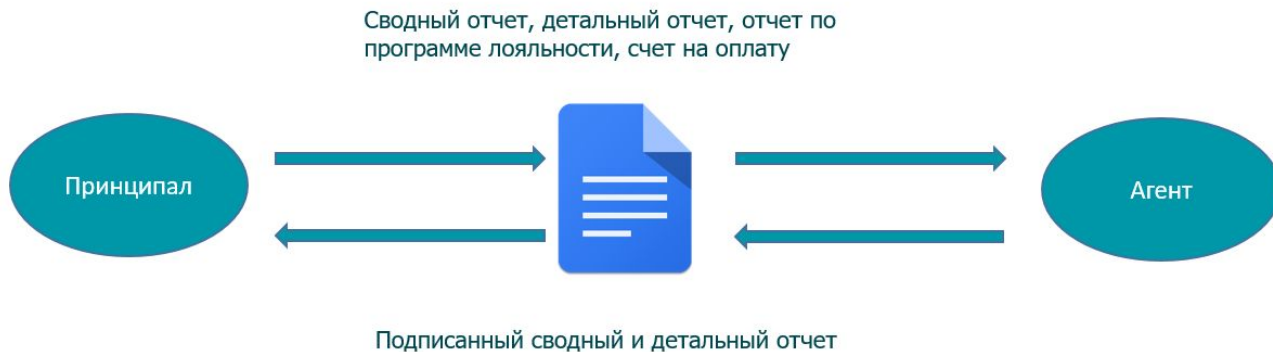 Сводный отчет, детальный отчет, отчет по
программе лояльности, счет на оплату
Принципал
Агент
Подписанный сводный и детальный отчет